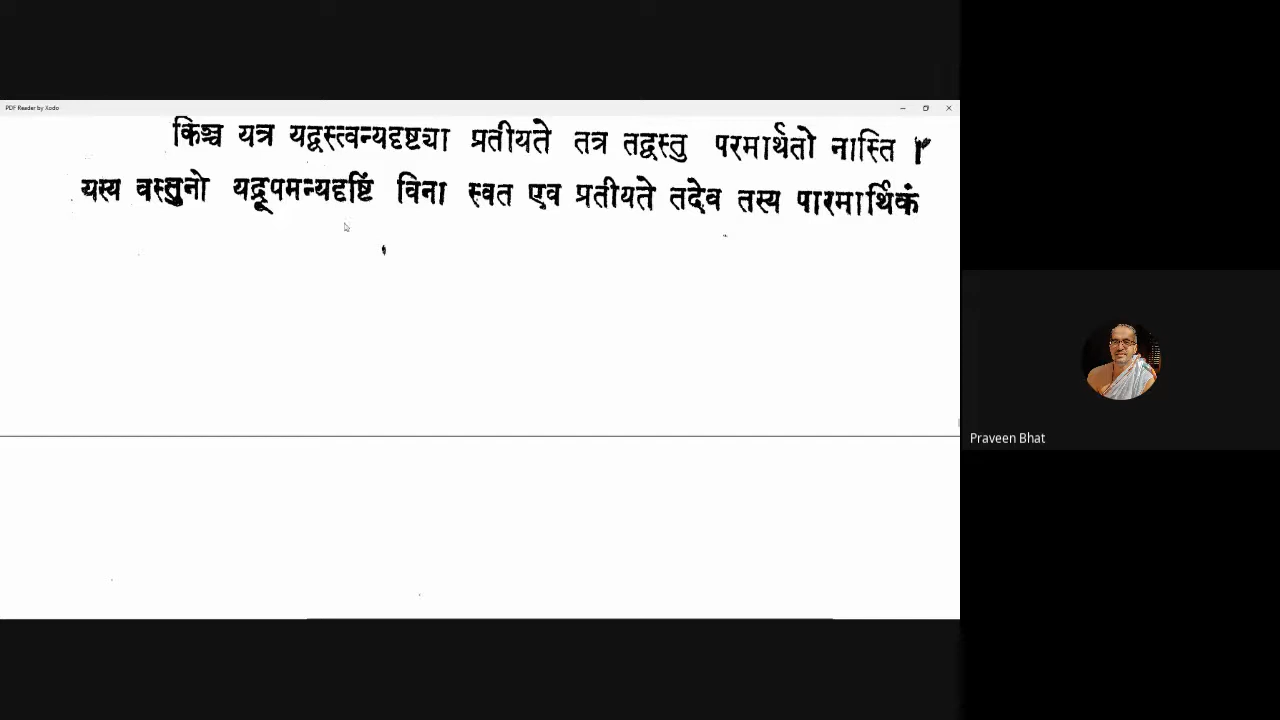 PDF Reader by Xodo
किञ्च यत्र यद्वस्त्वन्यदृष्ट्या प्रतीयते तत्र तद्वस्तु परमार्थतो नास्ति ।
यस्य वस्तुनो यद्रूपमन्यदृष्टिं विना स्वत एव प्रतीयते तदेव तस्य पारमार्थिकं
Praveen Bhat